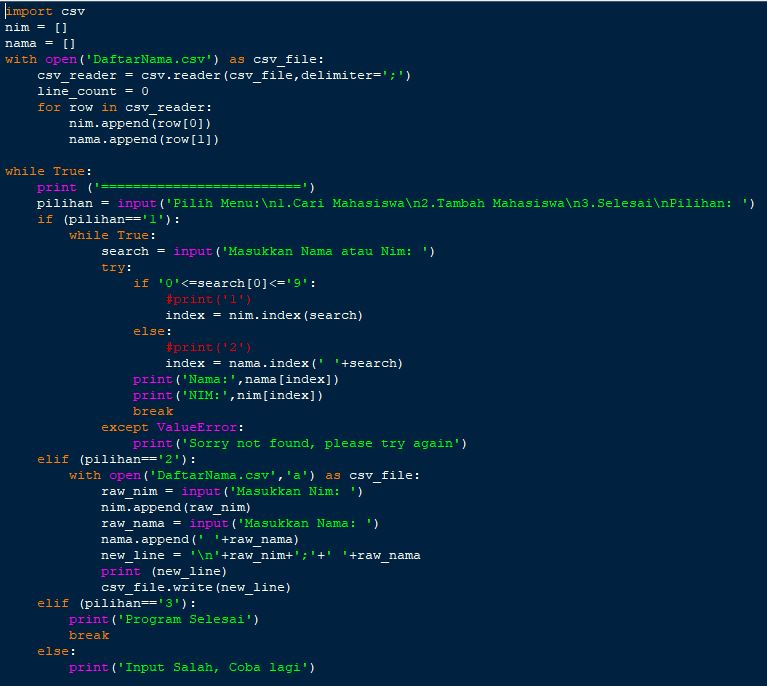 import csv
nim = []
nama = []
with open('DaftarNama.csv') as csv_file:
    csv_reader = csv.reader(csv_file,delimiter=';')
    line_count = 0
    for row in csv_reader:
        nim.append(row[0])
        nama.append(row[1])

while True:
    print ('=========================')
    pilihan = input('Pilih Menu:\n1.Cari Mahasiswa\n2.Tambah Mahasiswa\n3.Selesai\nPilihan: ')
    if (pilihan=='1'):
        while True:
            search = input('Masukkan Nama atau Nim: ')
            try:
                if '0'<=search[0]<='9':
                    #print('1')
                    index = nim.index(search)
                else:
                    #print('2')
                    index = nama.index(' '+search)
                print('Nama:',nama[index])
                print('NIM:',nim[index])
                break
            except ValueError:
                print('Sorry not found, please try again')
    elif (pilihan=='2'):
        with open('DaftarNama.csv','a') as csv_file:
            raw_nim = input('Masukkan Nim: ')
            nim.append(raw_nim)
            raw_nama = input('Masukkan Nama: ')
            nama.append(' '+raw_nama)
            new_line = '\n'+raw_nim+';'+' '+raw_nama
            print (new_line)
            csv_file.write(new_line)
    elif (pilihan=='3'):
        print('Program Selesai')
        break
    else:
        print('Input Salah, Coba lagi')